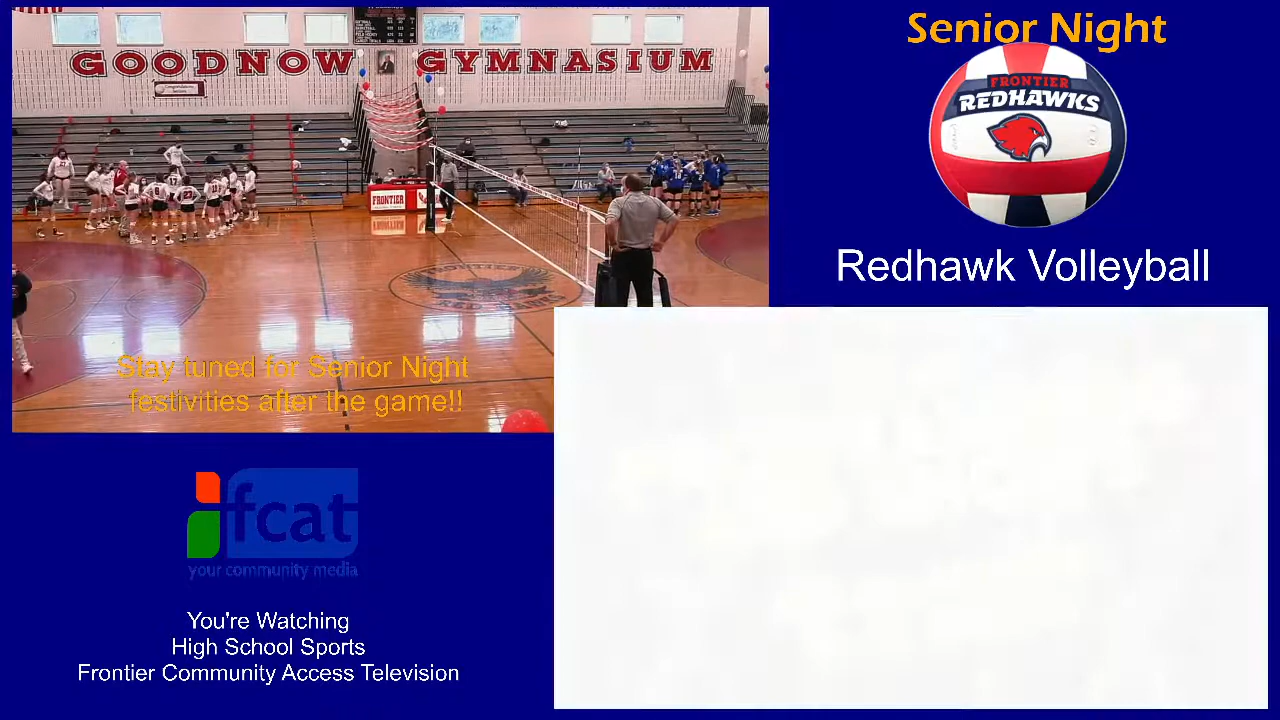 GOODNOW GYMNASIUM
FRONTIER
Stay tuned for Senior Night
festivities after the game!!
Senior Night
FRONTIER
REDHAWKS
Redhawk Volleyball
fcat
your community media
You're Watching
High School Sports
Frontier Community Access Television